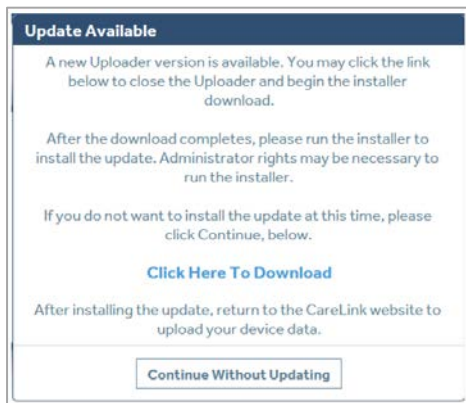 Update Available
A new Uploader version is available. You may click the link
below to close the Uploader and begin the installer
download.
After the download completes, please run the installer to
install the update. Administrator rights may be necessary to
run the installer.
If you do not want to install the update at this time, please
click Continue, below.
Click Here To Download
After installing the update, return to the CareLink website to
upload your device data.
Continue Without Updating